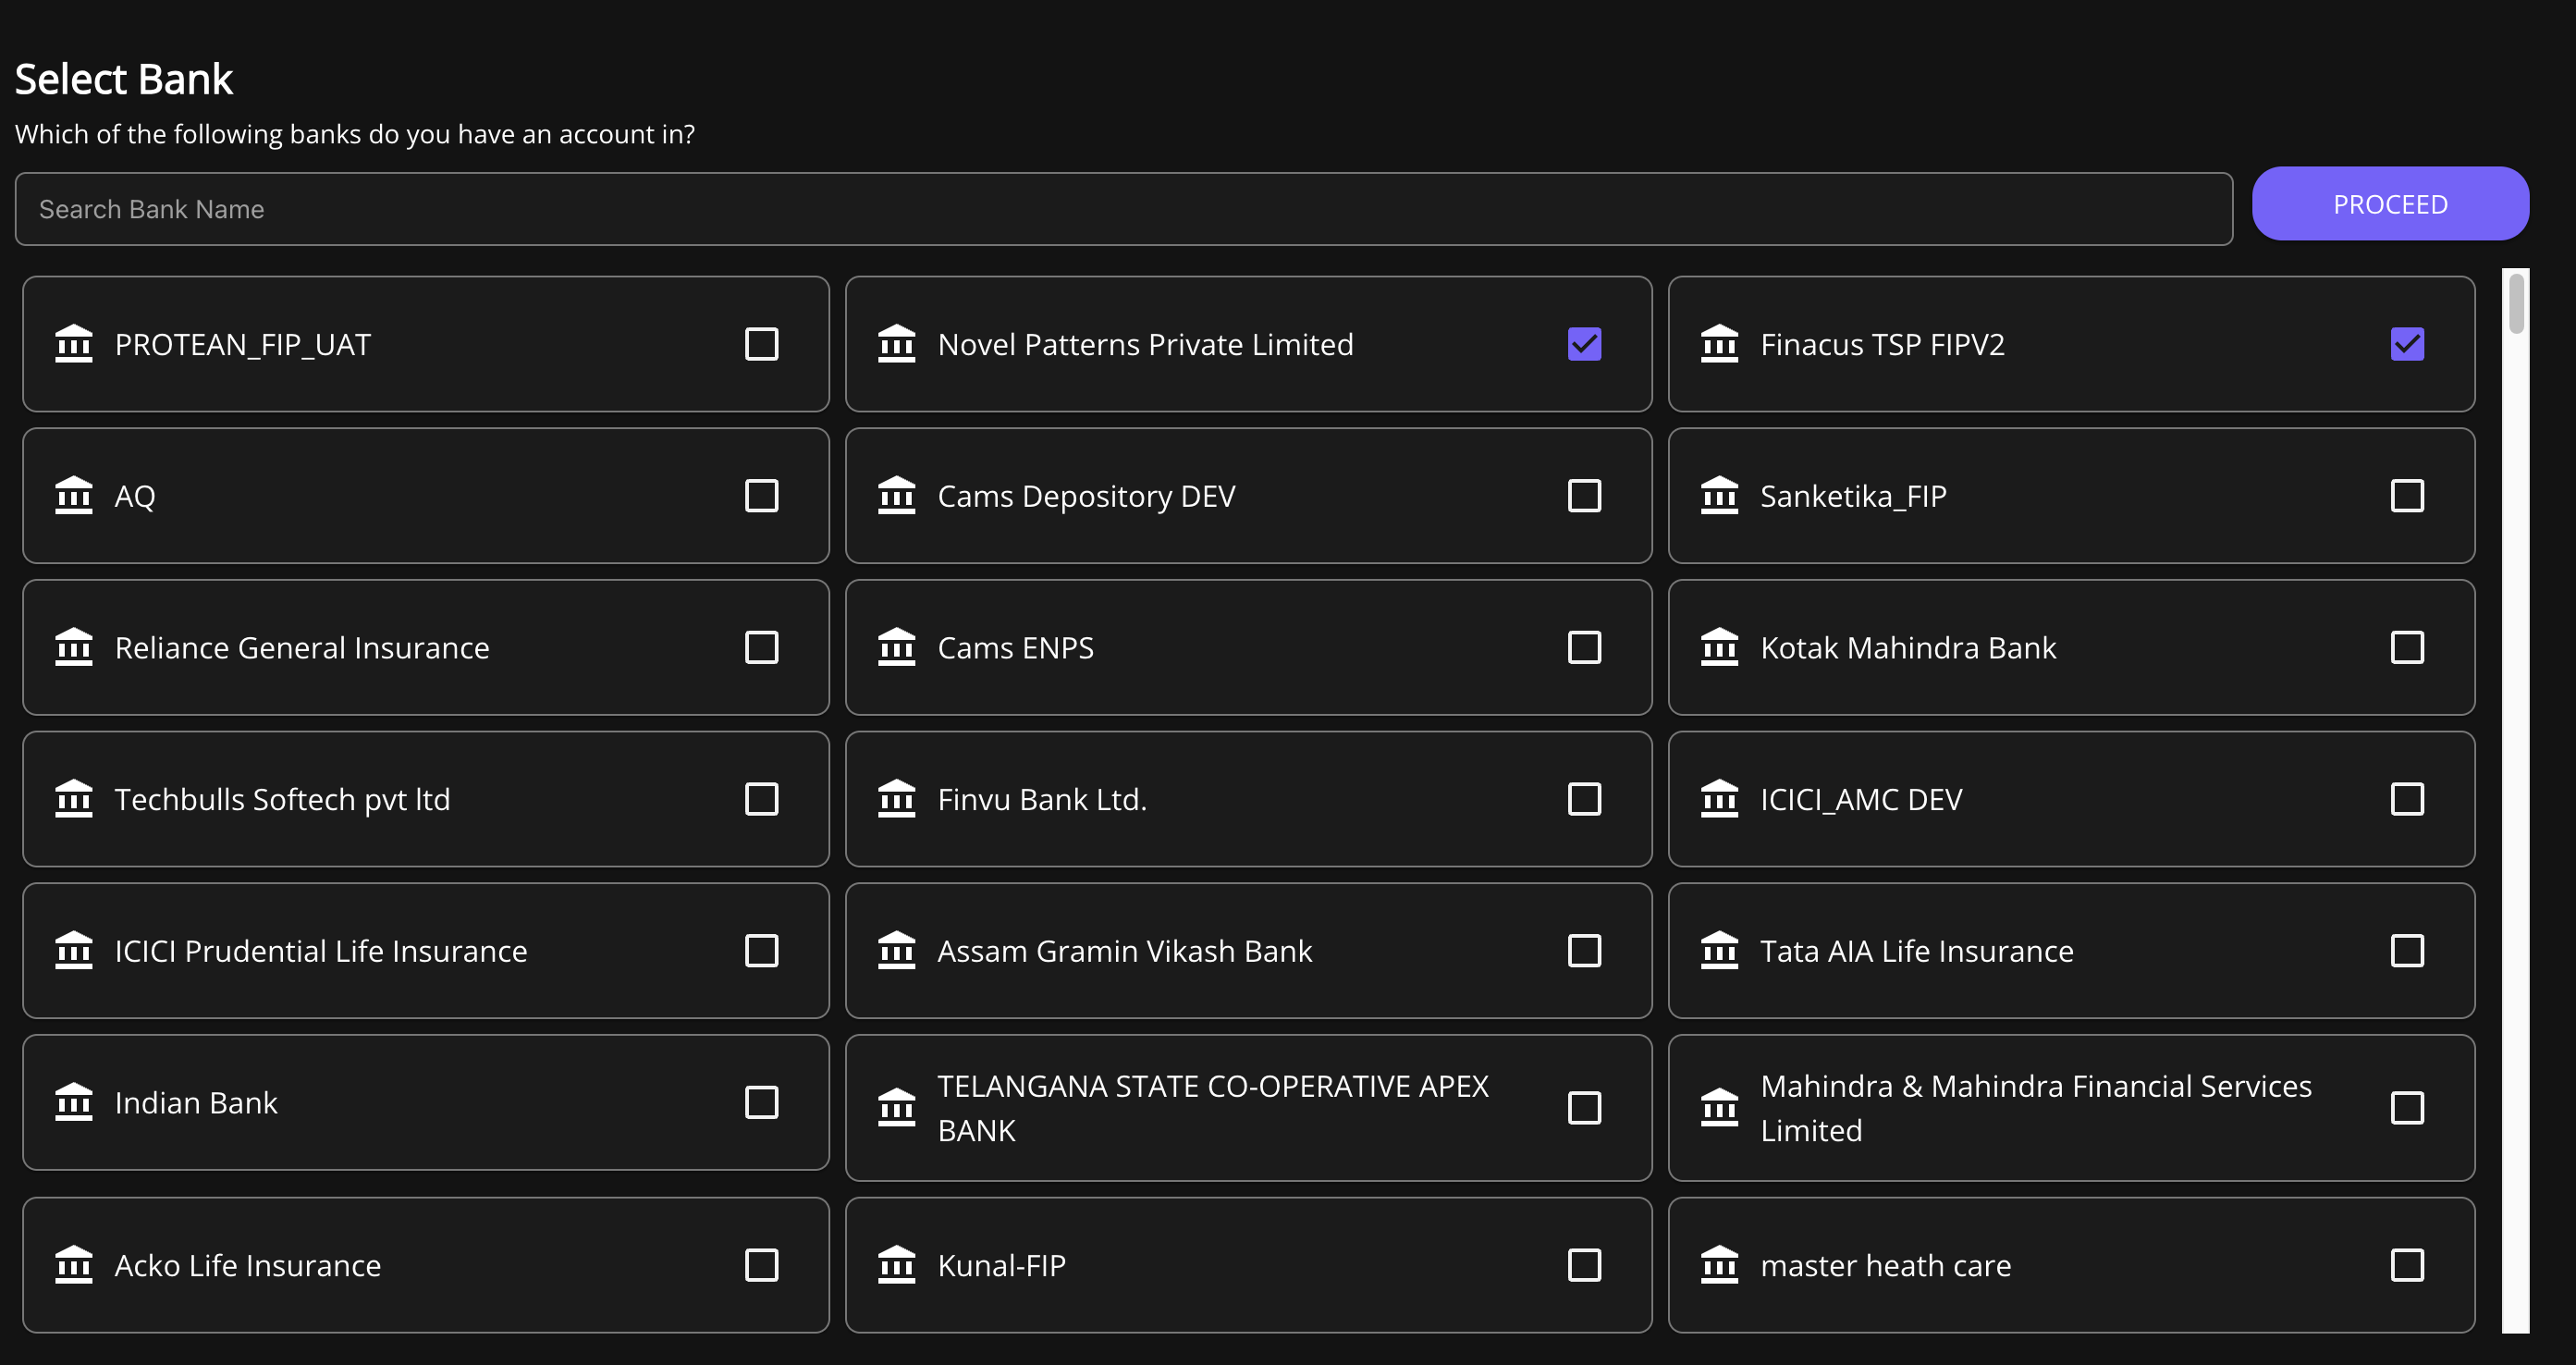 Select Bank
Which of the following banks do you have an account in?
Search Bank Name
PROCEED
PROTEAN_FIP_UAT
Novel Patterns Private Limited
Finacus TSP FIPV2
AQ
Cams Depository DEV
Sanketika_FIP
Reliance General Insurance
Cams ENPS
Kotak Mahindra Bank
Techbulls Softech pvt ltd
Finvu Bank Ltd.
ICICI_AMC DEV
ICICI Prudential Life Insurance
Assam Gramin Vikash Bank
Tata AIA Life Insurance
Indian Bank
TELANGANA STATE CO-OPERATIVE APEX
BANK
Mahindra & Mahindra Financial Services
Limited
Acko Life Insurance
Kunal-FIP
master heath care